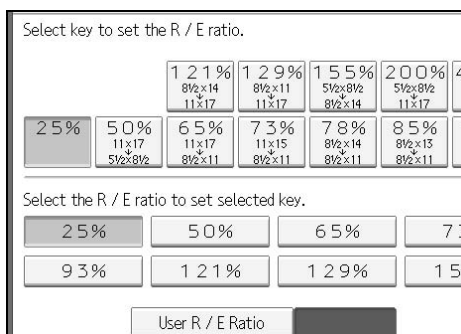 Select key to set the R / E ratio.
121% 129% 155% 200% 4
8½×14 8½×11 5½×8½ 5½×8½
↓ ↓ ↓ ↓
11×17 11×17 8½×14 11×17
25% 50% 65% 73% 78% 85%
11×17 11×17 11×15 8½×14 8½×13
↓ ↓ ↓ ↓ ↓
5½×8½ 8½×11 8½×11 8½×11 8½×11
Select the R / E ratio to set selected key.
25% 50% 65% 73
93% 121% 129% 15
User R / E Ratio